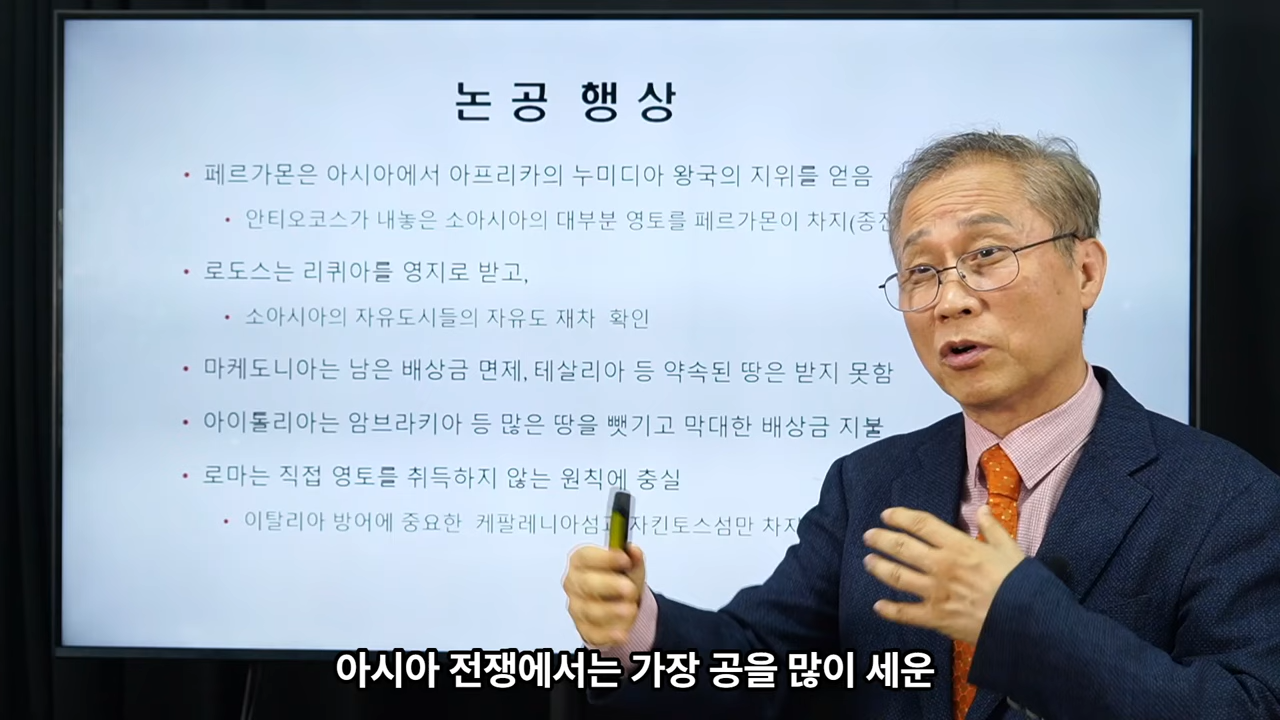 논 공 행 상
• 페르가몬은 아시아에서 아프리카의 누미디아 왕국의 지위를 얻음
• 안티오코스가 내놓은 소아시아의 대부분 영토를 페르가몬이 차지(종전
• 로도스는 리퀴아를 영지로 받고,
• 소아시아의 자유도시들의 자유도 재차 확인
• 마케도니아는 남은 배상금 면제, 테살리아 등 약속된 땅은 받지 못함
• 아이톨리아는 암브라키아 등 많은 땅을 뺏기고 막대한 배상금 지불
• 로마는 직접 영토를 취득하지 않는 원칙에 충실
• 이탈리아 방어에 중요한 케팔레니아섬과 자킨토스섬만 차지
아시아 전쟁에서는 가장 공을 많이 세운